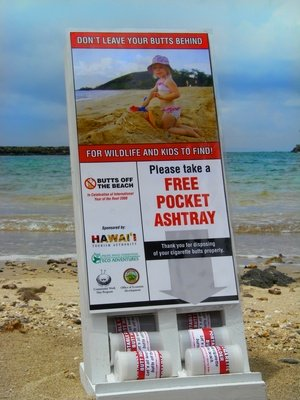 DON'T LEAVE YOUR BUTTS BEHIND
FOR WILDLIFE AND KIDS TO FIND!
BUTTS OFF
THE BEACH
In Celebration of International
Year of the Reef 2008
Sponsored by:
HAWAI'I
TOURISM AUTHORITY
ECO ADVENTURES
Please take a
FREE
POCKET
ASHTRAY
Thank you for disposing
of your cigarette butts properly.